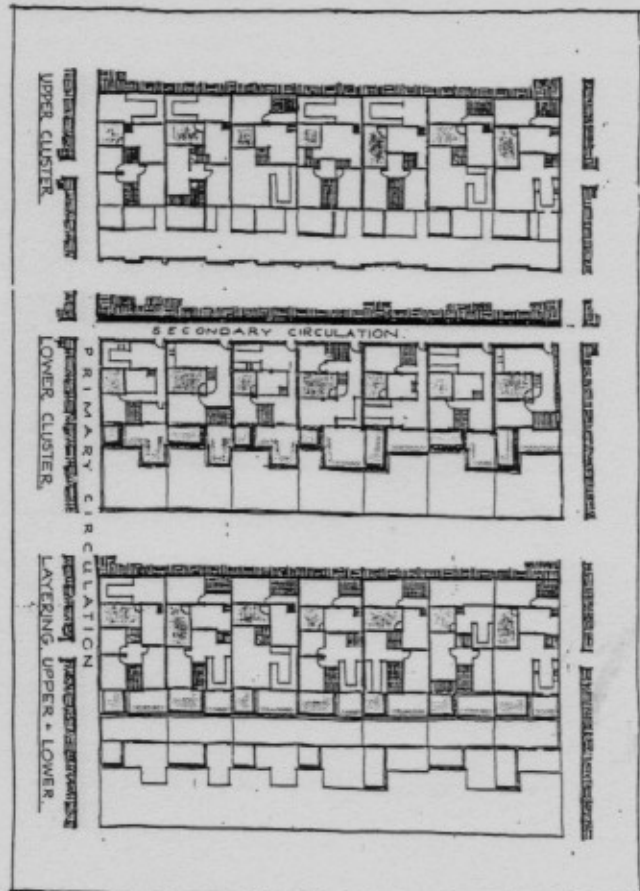 UPPER CLUSTER
SECONDARY CIRCULATION.
LOWER CLUSTER.
PRIMARY CIRCULATION
LAYERING UPPER + LOWER.